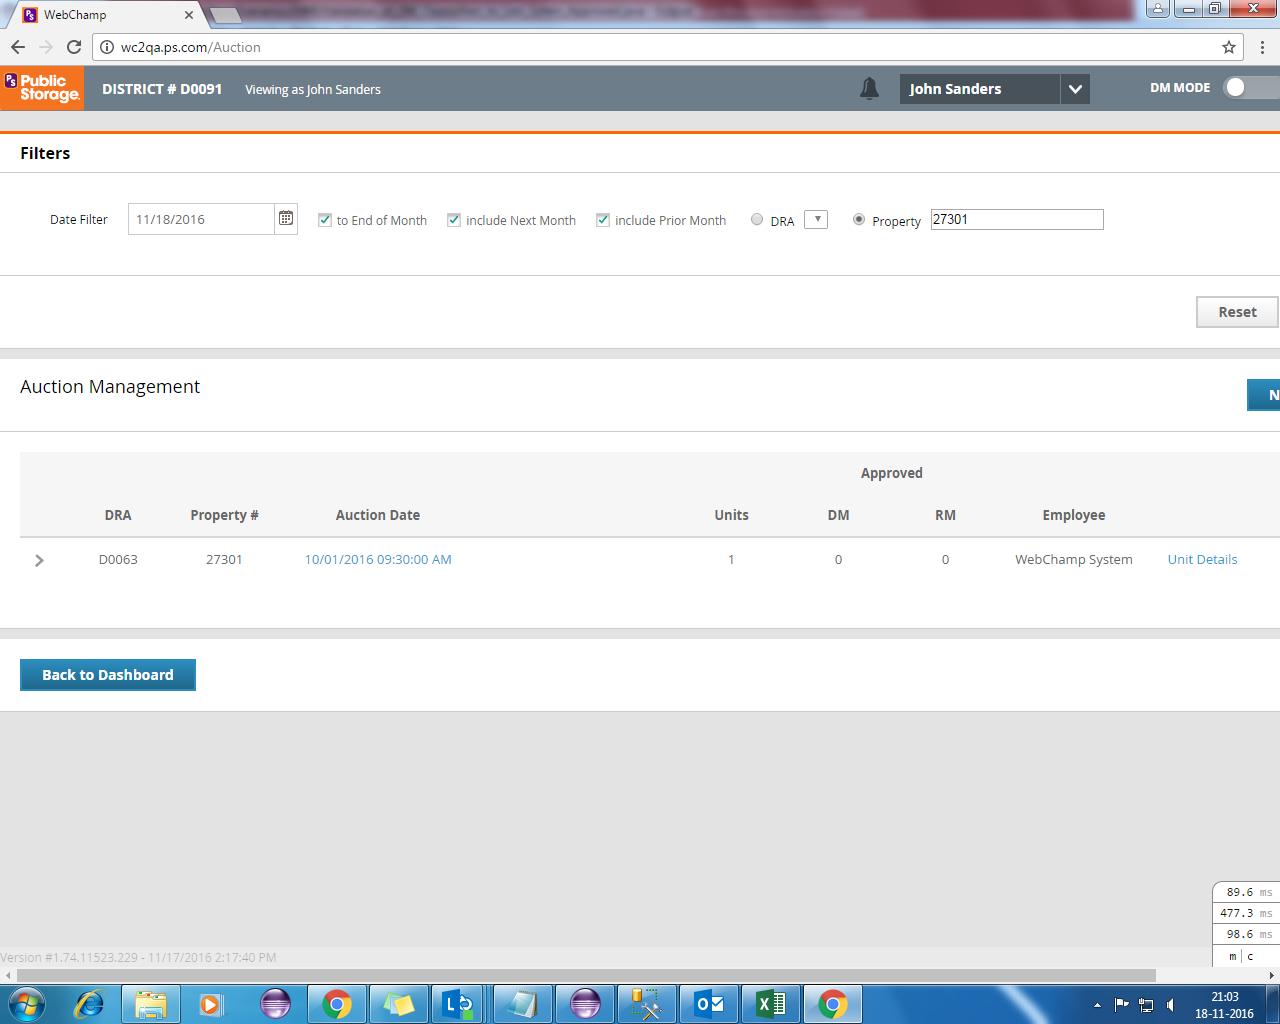 WebChamp
wc2qa.ps.com/Auction
PS Public Storage.
DISTRICT # D0091 Viewing as John Sanders John Sanders DM MODE
Filters
Date Filter 11/18/2016 to End of Month include Next Month include Prior Month DRA Property 27301
Reset
Auction Management
N
Approved
DRA Property # Auction Date Units DM RM Employee
D0063 27301 10/01/2016 09:30:00 AM 1 0 0 WebChamp System Unit Details
Back to Dashboard
89.6 ms
477.3 ms
98.6 ms
m | c
Version #1.74.11523.229 - 11/17/2016 2:17:40 PM
21:03
18-11-2016